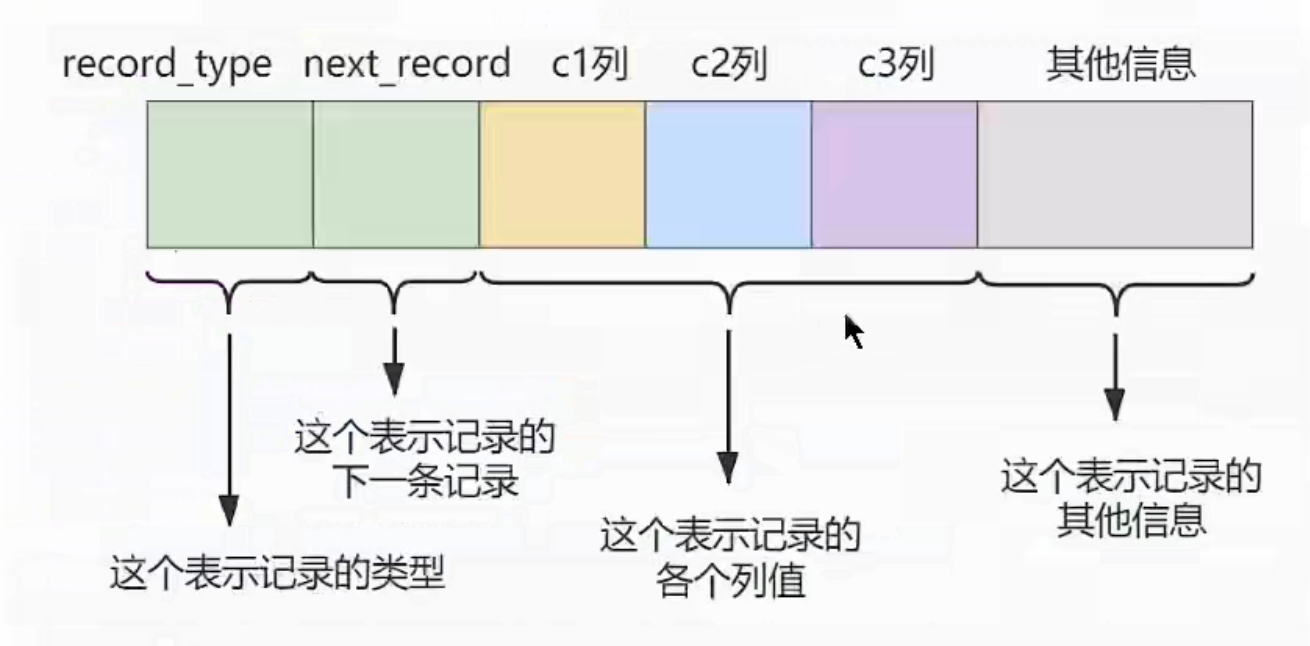 record_type next_record c1列 c2列 c3列 其他信息
这个表示记录的
下一条记录
这个表示记录的
其他信息
这个表示记录的
各个列值
这个表示记录的类型